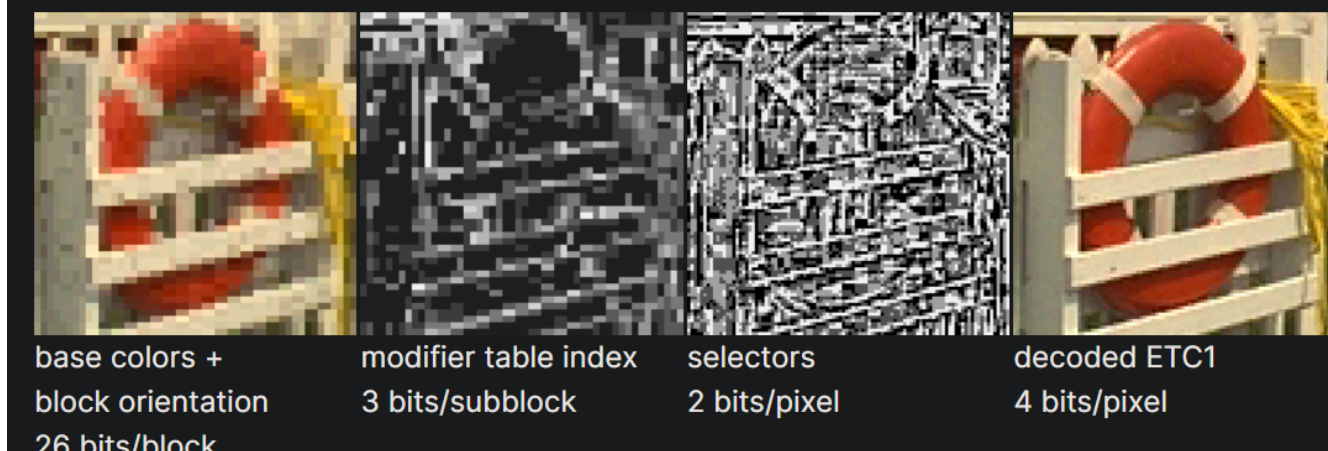 base colors +
block orientation
26 bits/block
modifier table index
3 bits/subblock
selectors
2 bits/pixel
decoded ETC1
4 bits/pixel